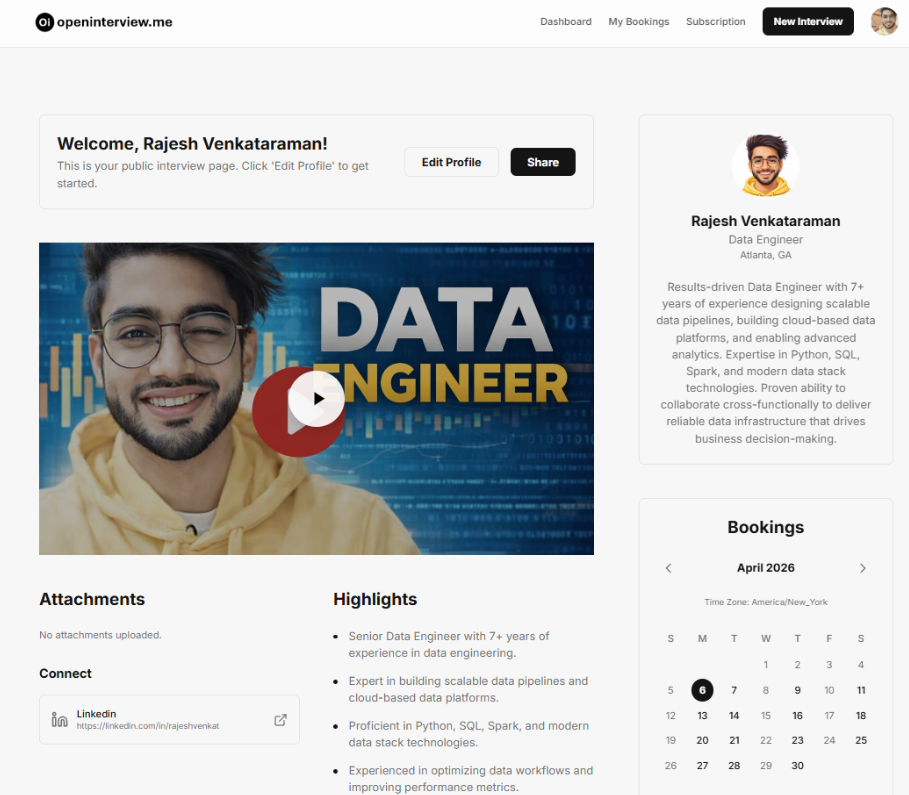 Oi openinterview.me
Dashboard My Bookings Subscription New Interview
Welcome, Rajesh Venkataraman!
This is your public interview page. Click 'Edit Profile' to get
started.
Edit Profile Share
DATA
ENGINEER
Attachments
No attachments uploaded.
Connect
Linkedin
https://linkedin.com/in/rajeshvenkat
Highlights
Senior Data Engineer with 7+ years of
experience in data engineering.
Expert in building scalable data pipelines and
cloud-based data platforms.
Proficient in Python, SQL, Spark, and modern
data stack technologies.
Experienced in optimizing data workflows and
improving performance metrics.
Rajesh Venkataraman
Data Engineer
Atlanta, GA
Results-driven Data Engineer with 7+
years of experience designing scalable
data pipelines, building cloud-based data
platforms, and enabling advanced
analytics. Expertise in Python, SQL,
Spark, and modern data stack
technologies. Proven ability to
collaborate cross-functionally to deliver
reliable data infrastructure that drives
business decision-making.
Bookings
April 2026
Time Zone: America/New_York
S M T W T F S
1 2 3 4
5 6 7 8 9 10 11
12 13 14 15 16 17 18
19 20 21 22 23 24 25
26 27 28 29 30